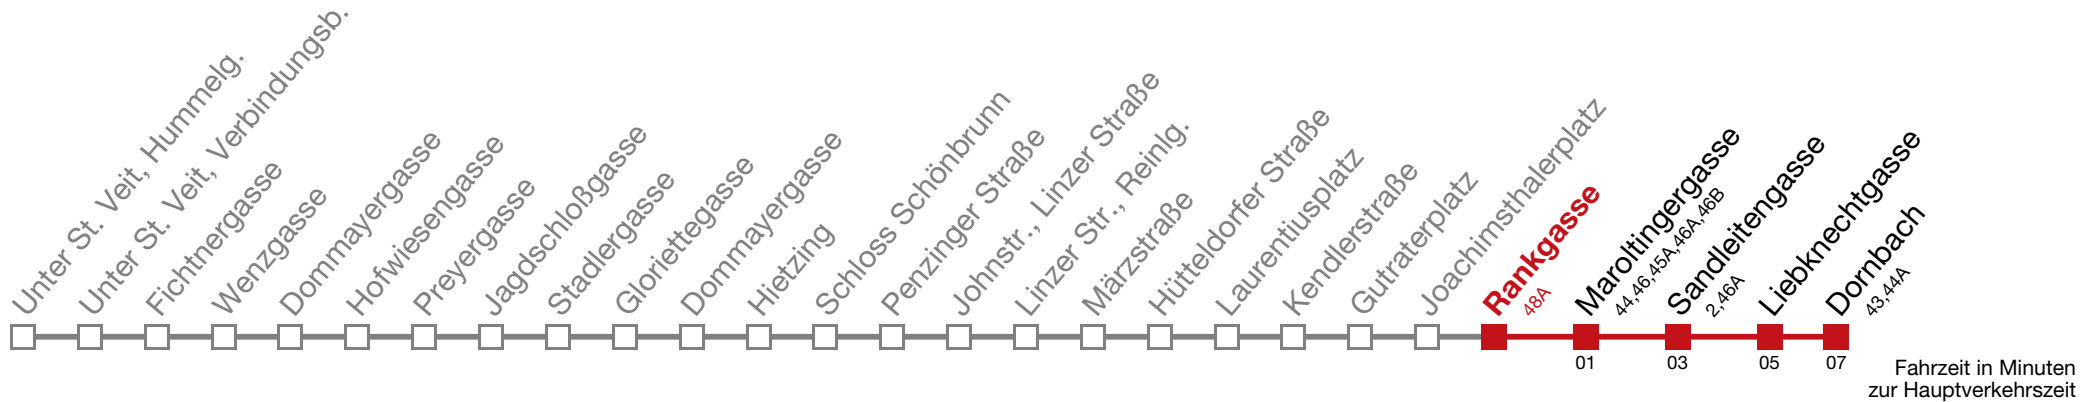 Unter St. Veit, Hummelg.
Unter St. Veit, Verbindungsb.
Fichtnergasse
Wenzgasse
Dommayergasse
Hofwiesengasse
Preyergasse
Jagdschloßgasse
Stadlergasse
Gloriettegasse
Dommayergasse
Hietzing
Schloss Schönbrunn
Penzinger Straße
Johnstr., Linzer Straße
Linzer Str., Reinlg.
Märzstraße
Hütteldorfer Straße
Laurentiusplatz
Kendlerstraße
Gutraterplatz
Joachimsthalerplatz
Rankgasse
48A
Maroltingergasse
44,46,45A,46A,46B
Sandleitengasse
2,46A
Liebknechtgasse
Dornbach
43,44A
01
03
05
07
Fahrzeit in Minuten
zur Hauptverkehrszeit